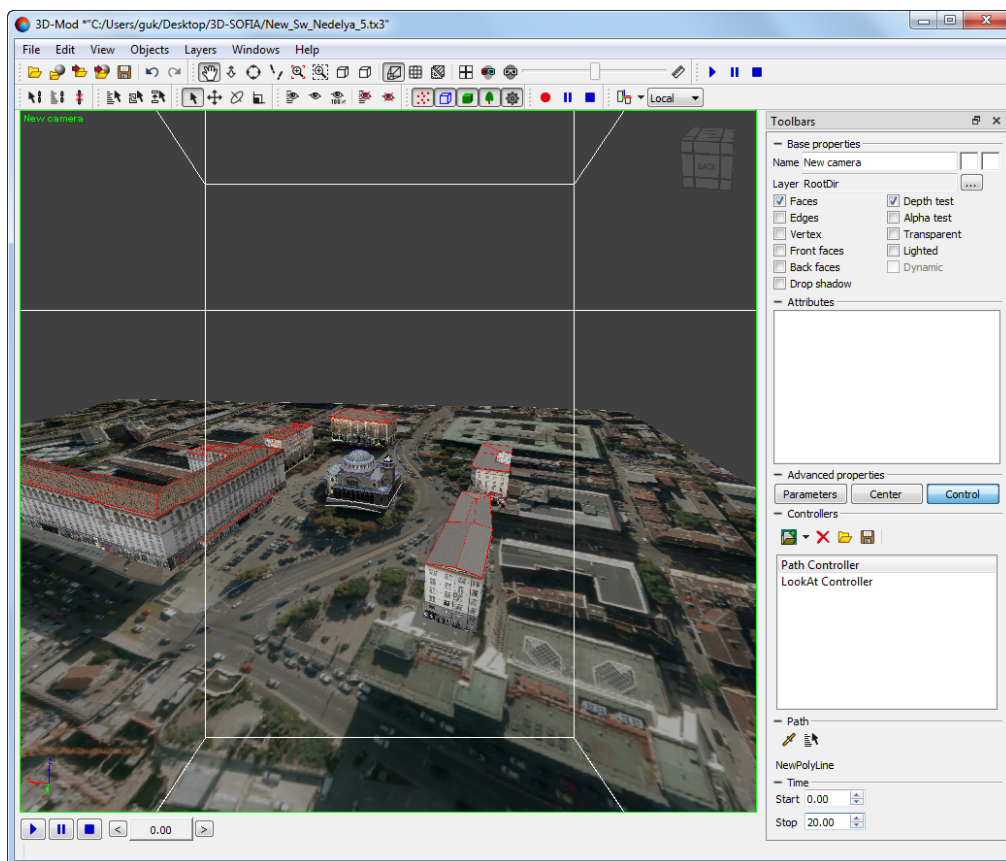 3D-Mod *"C:/Users/guk/Desktop/3D-SOFIA/New_Sw_Nedelya_5.tx3"
File Edit View Objects Layers Windows Help
100%
Local
New camera
BACK
Toolbars
Base properties
Name New camera
Layer RootDir ...
Faces Depth test
Edges Alpha test
Vertex Transparent
Front faces Lighted
Back faces Dynamic
Drop shadow
Attributes
Advanced properties
Parameters Center Control
Controllers
Path Controller
LookAt Controller
Path
NewPolyLine
Time
Start 0.00
Stop 20.00
< 0.00 >